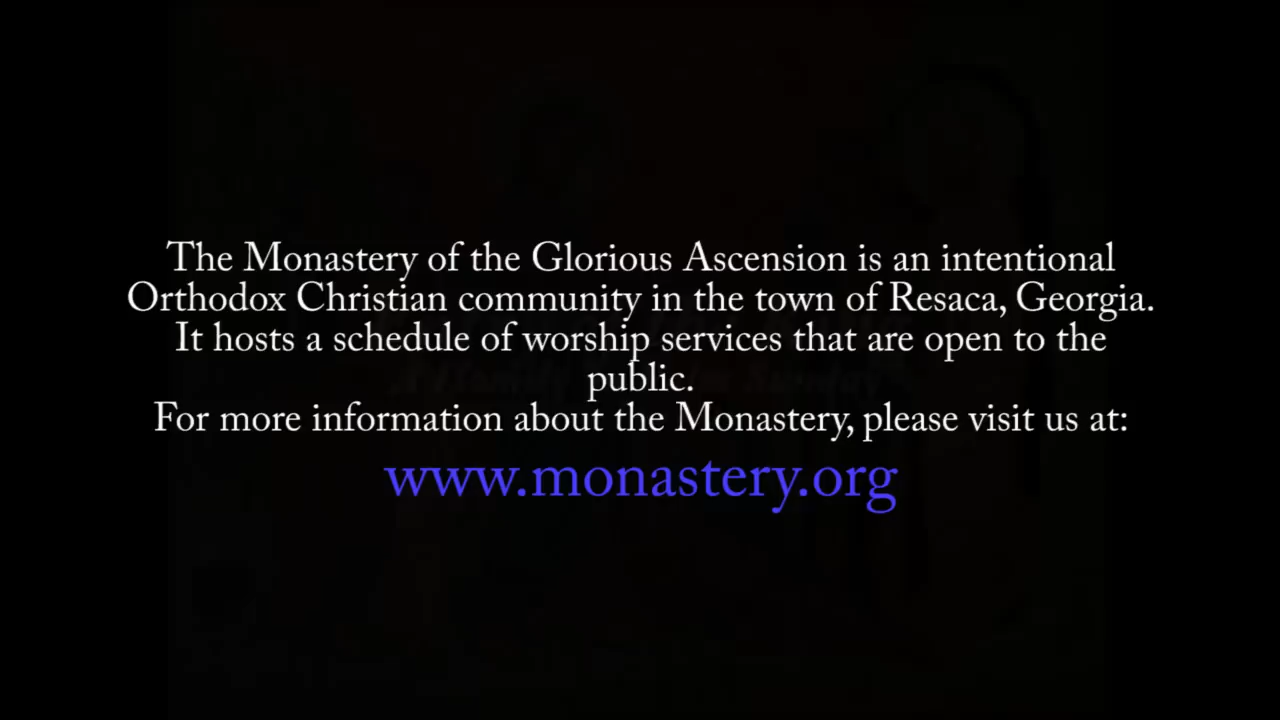 The Monastery of the Glorious Ascension is an intentional
Orthodox Christian community in the town of Resaca, Georgia.
It hosts a schedule of worship services that are open to the
public.
For more information about the Monastery, please visit us at:
www.monastery.org